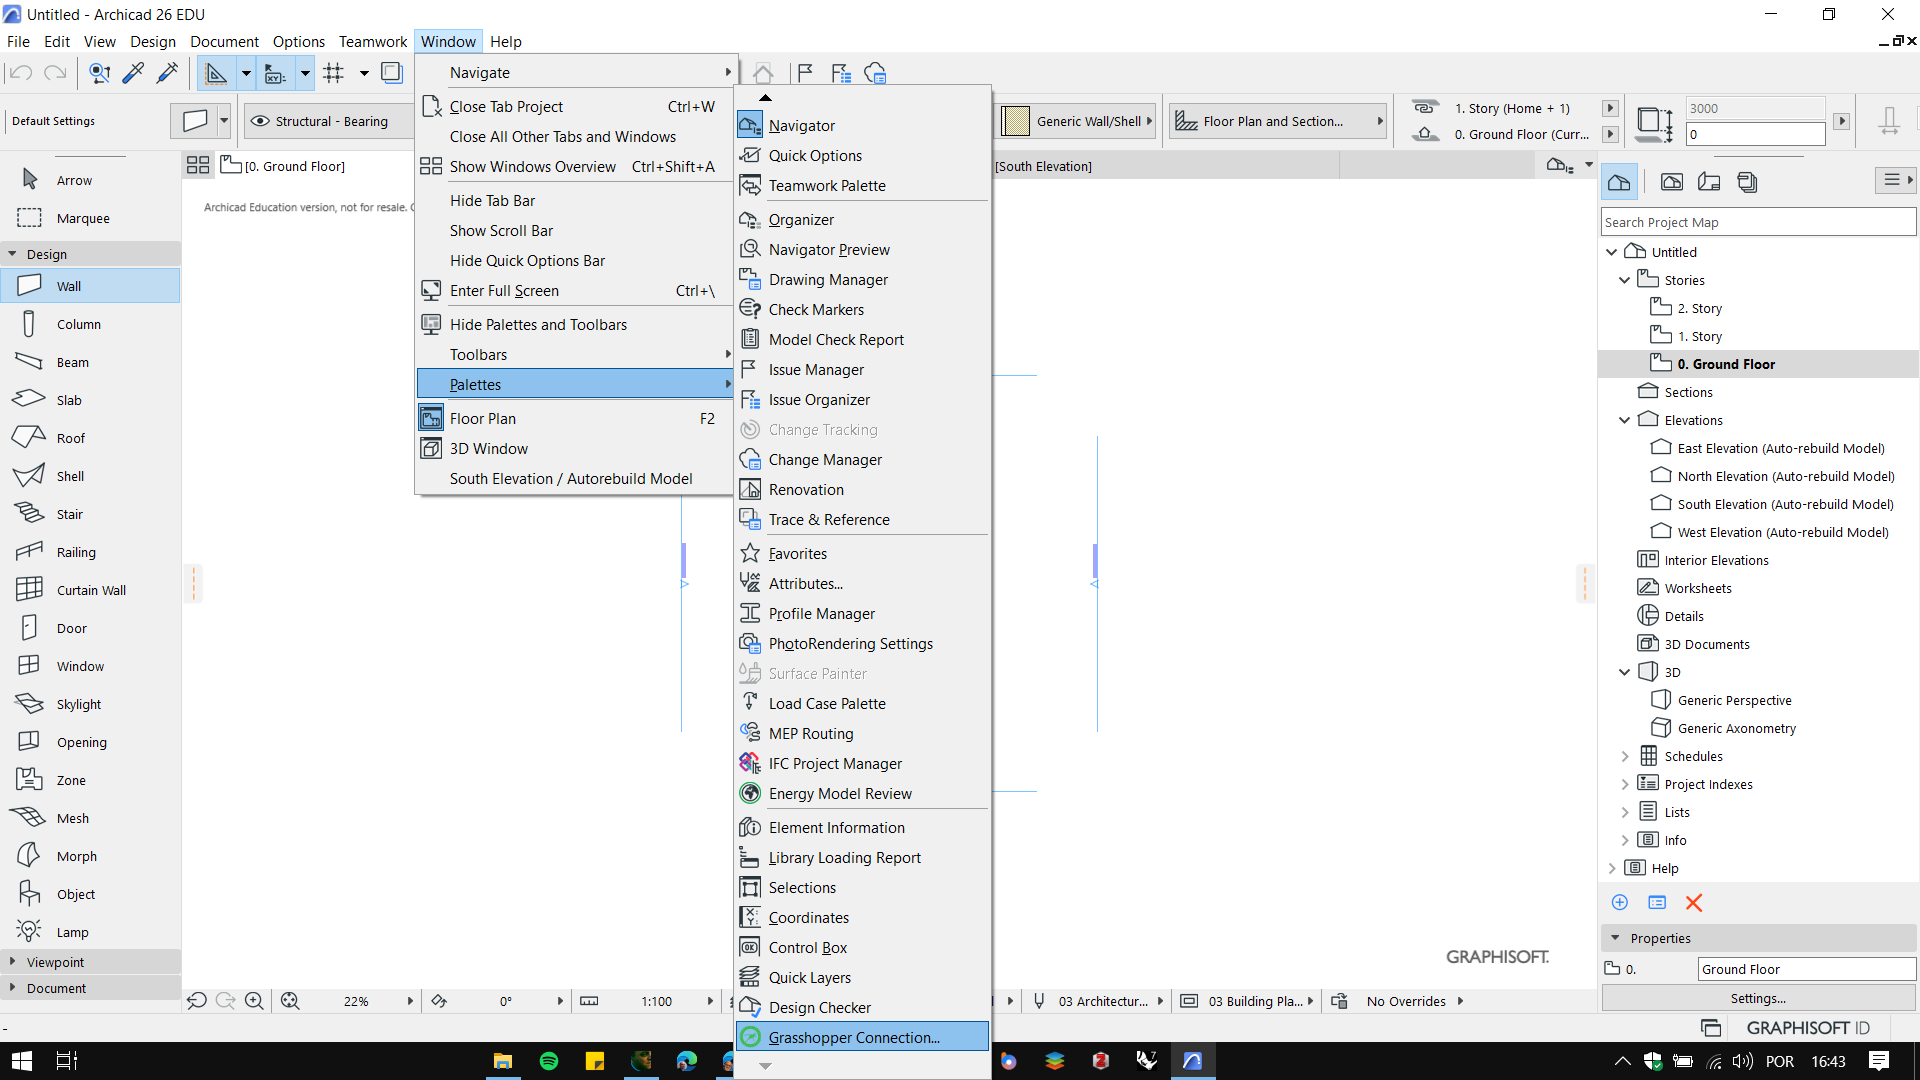 Untitled - Archicad 26 EDU
File Edit View Design Document Options Teamwork Window Help
Default Settings
Structural - Bearing
Generic Wall/Shell
Floor Plan and Section...
1. Story (Home + 1)
0. Ground Floor (Curr...
3000
0
[0. Ground Floor]
[South Elevation]
Archicad Education version, not for resale.
Arrow
Marquee
Design
Wall
Column
Beam
Slab
Roof
Shell
Stair
Railing
Curtain Wall
Door
Window
Skylight
Opening
Zone
Mesh
Morph
Object
Lamp
Viewpoint
Document
Navigate
Close Tab Project Ctrl+W
Close All Other Tabs and Windows
Show Windows Overview Ctrl+Shift+A
Hide Tab Bar
Show Scroll Bar
Hide Quick Options Bar
Enter Full Screen Ctrl+\
Hide Palettes and Toolbars
Toolbars
Palettes
Floor Plan F2
3D Window
South Elevation / Autorebuild Model
Navigator
Quick Options
Teamwork Palette
Organizer
Navigator Preview
Drawing Manager
Check Markers
Model Check Report
Issue Manager
Issue Organizer
Change Tracking
Change Manager
Renovation
Trace & Reference
Favorites
Attributes...
Profile Manager
PhotoRendering Settings
Surface Painter
Load Case Palette
MEP Routing
IFC Project Manager
Energy Model Review
Element Information
Library Loading Report
Selections
Coordinates
Control Box
Quick Layers
Design Checker
Grasshopper Connection...
Search Project Map
Untitled
Stories
2. Story
1. Story
0. Ground Floor
Sections
Elevations
East Elevation (Auto-rebuild Model)
North Elevation (Auto-rebuild Model)
South Elevation (Auto-rebuild Model)
West Elevation (Auto-rebuild Model)
Interior Elevations
Worksheets
Details
3D Documents
3D
Generic Perspective
Generic Axonometry
Schedules
Project Indexes
Lists
Info
Help
Properties
0. Ground Floor
Settings...
GRAPHISOFT.
22% 0° 1:100 03 Architectur... 03 Building Pla... No Overrides
-
GRAPHISOFT ID
POR 16:43